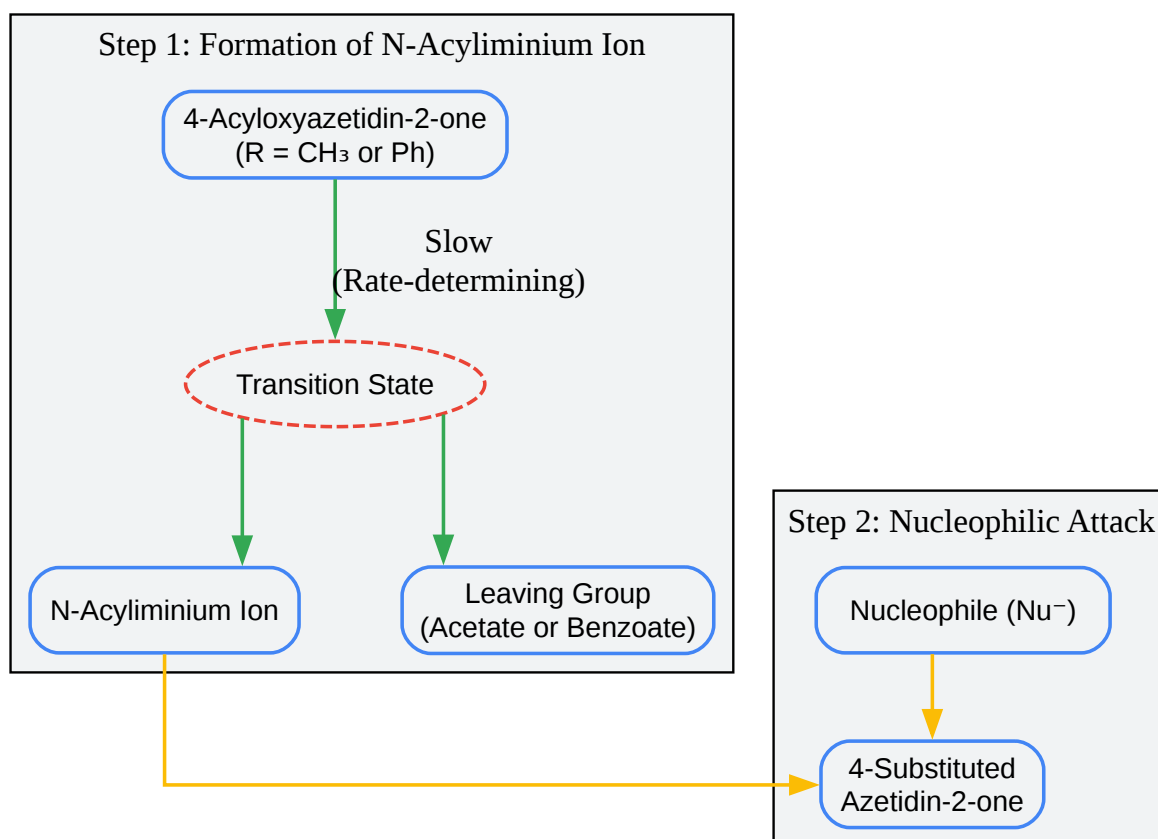 Step 1: Formation of N-Acyliminium Ion
4-Acyloxyazetidin-2-one
(R = CH₃ or Ph)
Slow
(Rate-determining)
Transition State
N-Acyliminium Ion
Leaving Group
(Acetate or Benzoate)
Step 2: Nucleophilic Attack
Nucleophile (Nu⁻)
4-Substituted
Azetidin-2-one